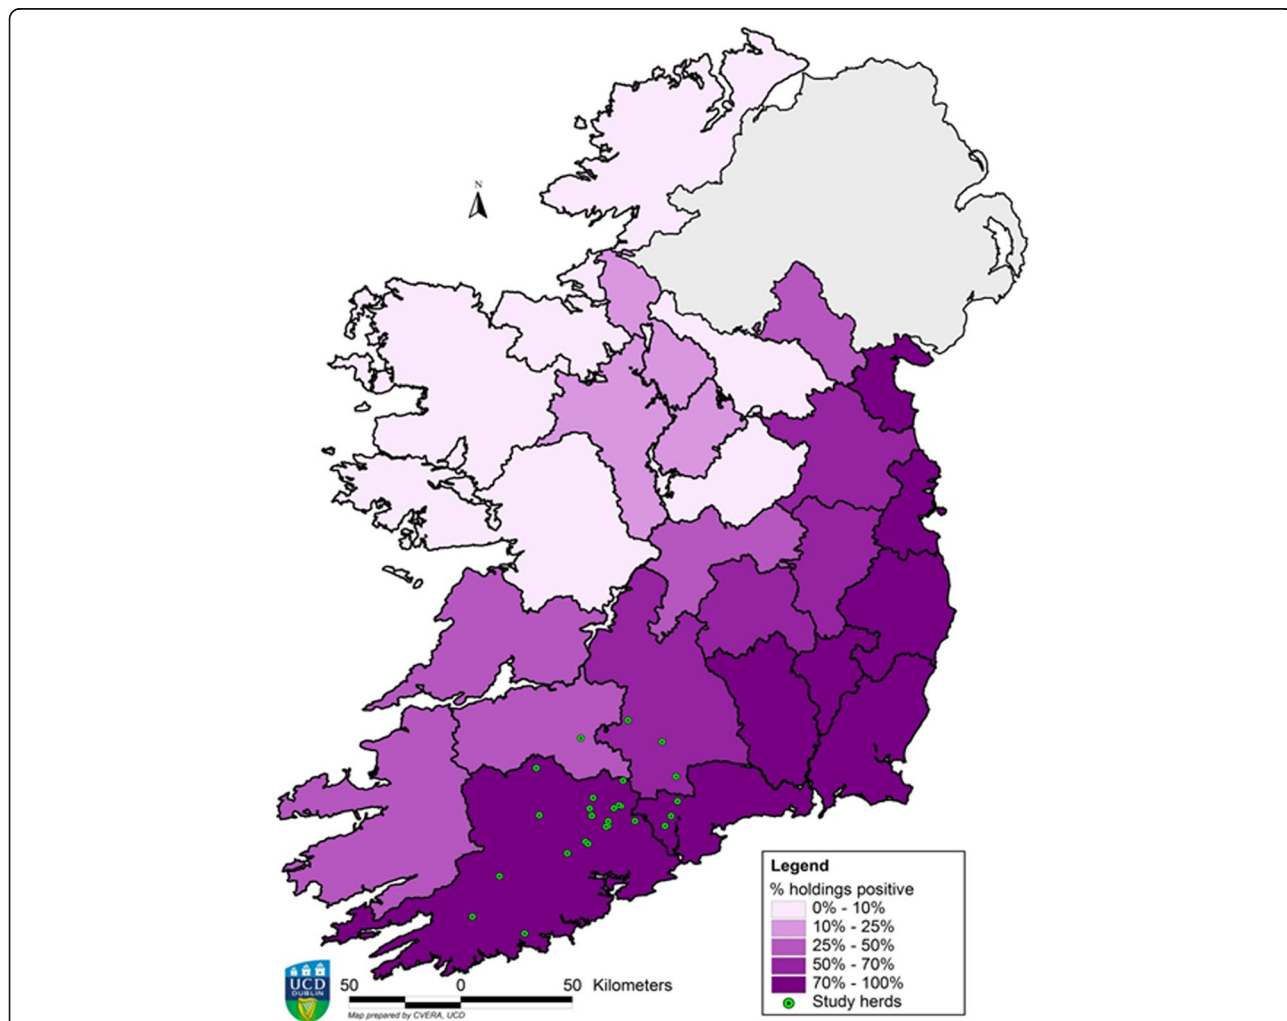 N
Legend
% holdings positive
0% - 10%
10% - 25%
25% - 50%
50% - 70%
70% - 100%
Study herds
UCD
DUBLIN
50 0 50 Kilometers
Map prepared by CVERA, UCD